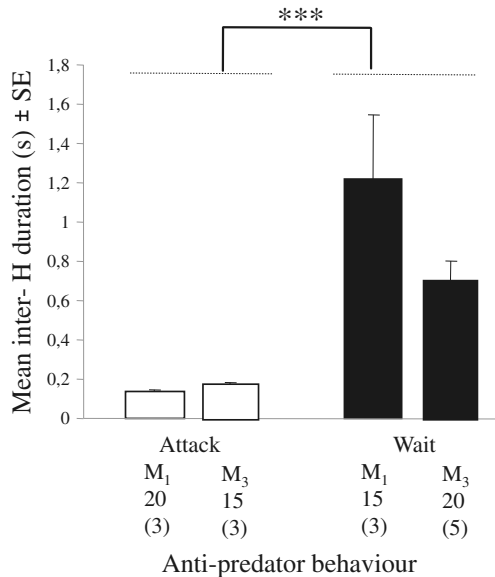 ***
Mean inter- H duration (s) ± SE
1,8
1,6
1,4
1,2
1
0,8
0,6
0,4
0,2
0
Attack Wait
M₁ M₃ M₁ M₃
20 15 15 20
(3) (3) (3) (5)
Anti-predator behaviour